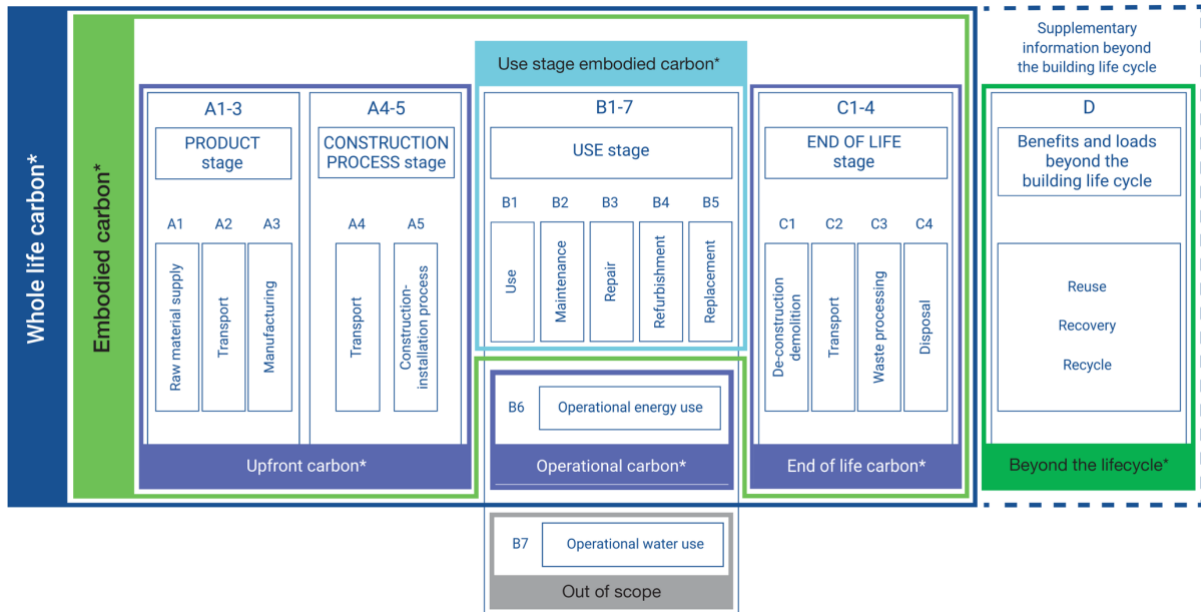 Whole life carbon*
Embodied carbon*
Use stage embodied carbon*
Supplementary
information beyond
the building life cycle
A1-3
PRODUCT
stage
A1
A2
A3
Raw material supply
Transport
Manufacturing
A4-5
CONSTRUCTION
PROCESS stage
A4
A5
Transport
Construction-
installation process
Upfront carbon*
B1-7
USE stage
B1
B2
B3
B4
B5
Use
Maintenance
Repair
Refurbishment
Replacement
B6
Operational energy use
Operational carbon*
B7
Operational water use
Out of scope
C1-4
END OF LIFE
stage
C1
C2
C3
C4
De-construction
demolition
Transport
Waste processing
Disposal
End of life carbon*
D
Benefits and loads
beyond the
building life cycle
Reuse
Recovery
Recycle
Beyond the lifecycle*